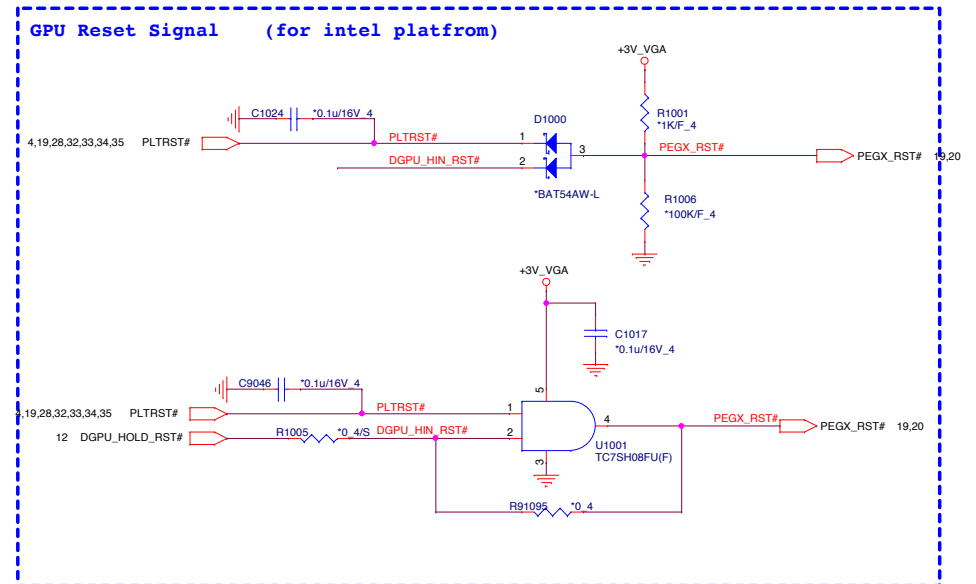 GPU Reset Signal (for intel platfrom)
+3V_VGA
C1024 *0.1u/16V_4
D1000
R1001
*1K/F_4
4,19,28,32,33,34,35 PLTRST# PLTRST# 1 3 PEGX_RST# PEGX_RST# 19,20
DGPU_HIN_RST# 2
*BAT54AW-L
R1006
*100K/F_4
+3V_VGA
C1017
*0.1u/16V_4
C9046 *0.1u/16V_4
5
4,19,28,32,33,34,35 PLTRST# PLTRST# 1
4 PEGX_RST# PEGX_RST# 19,20
12 DGPU_HOLD_RST# R1005 *0_4/S DGPU_HIN_RST# 2
U1001
TC7SH08FU(F)
3
R91095 *0_4